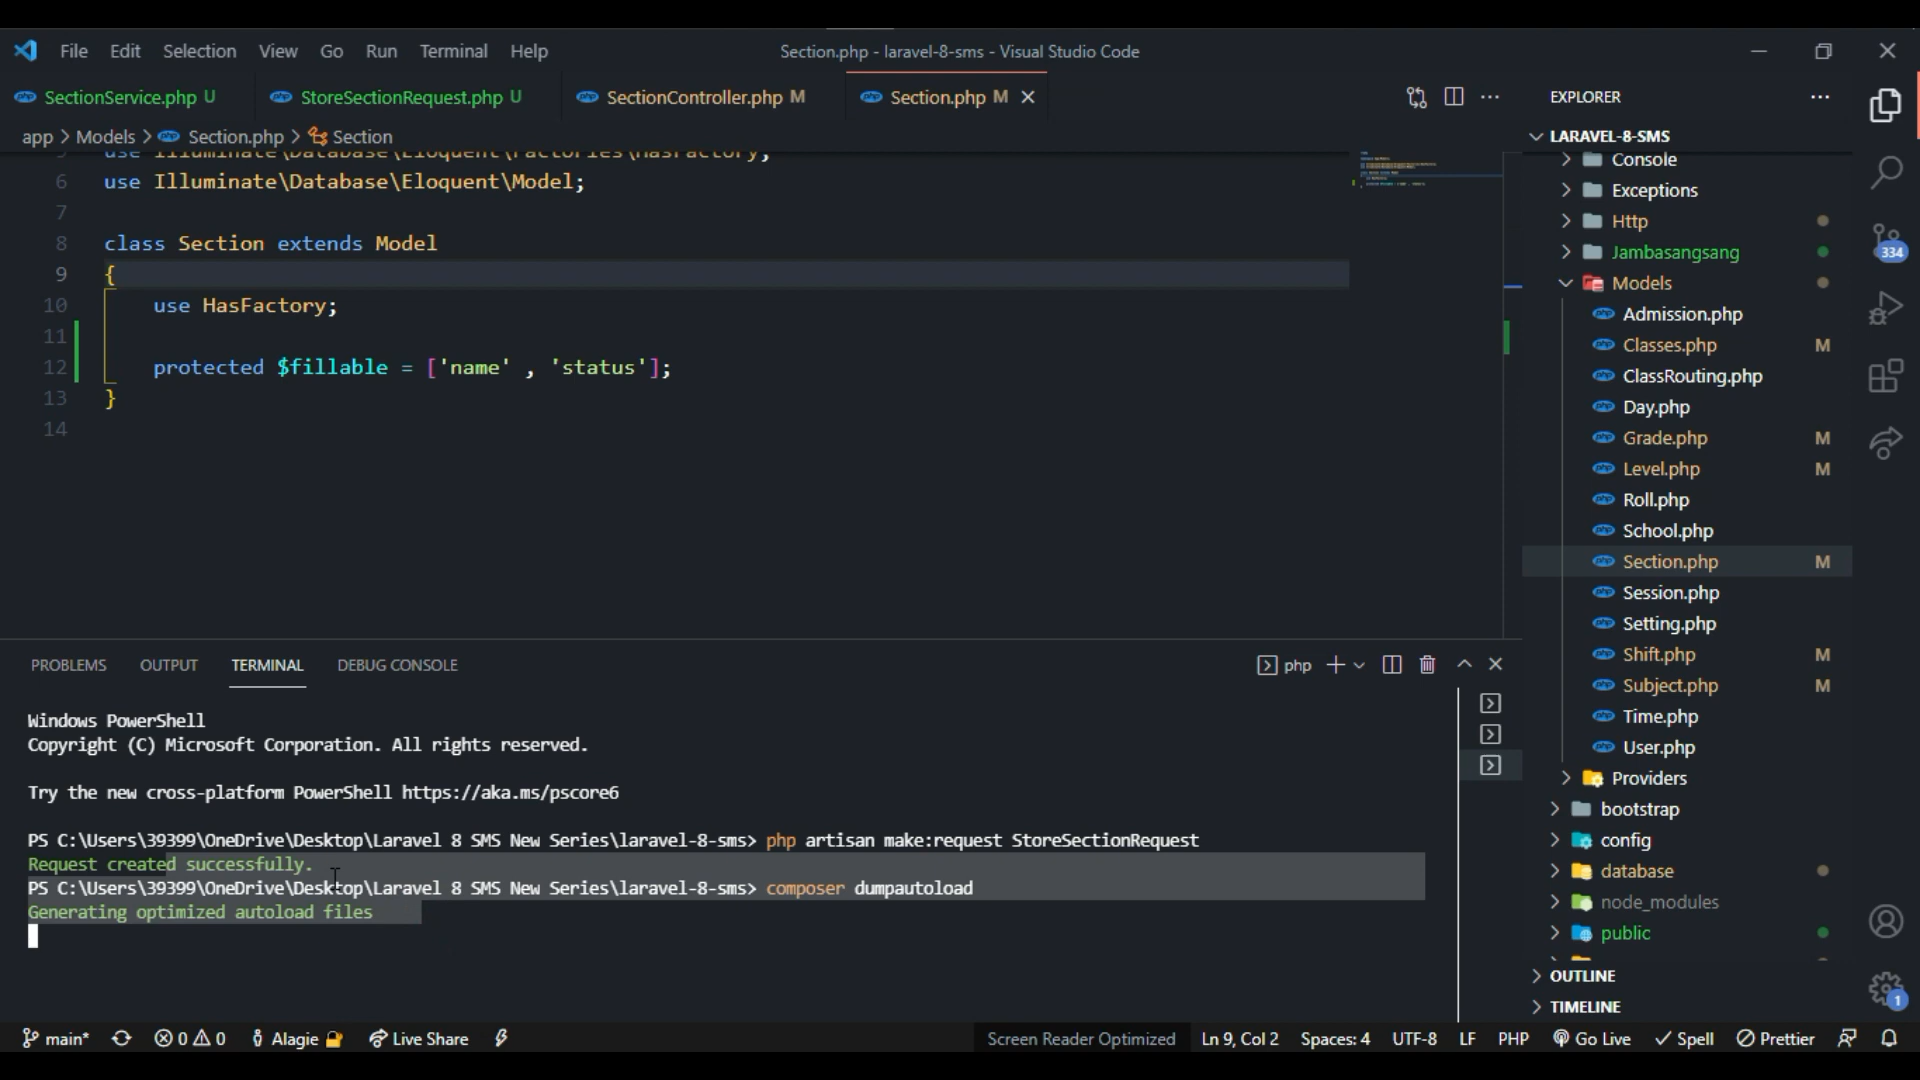 File Edit Selection View Go Run Terminal Help
Section.php - laravel-8-sms - Visual Studio Code
SectionService.php U
StoreSectionRequest.php U
SectionController.php M
Section.php M
app > Models > Section.php > Section
use Illuminate\Database\Eloquent\Factories\HasFactory;
6 use Illuminate\Database\Eloquent\Model;
7
8 class Section extends Model
9 {
10 use HasFactory;
11
12 protected $fillable = ['name' , 'status'];
13 }
14
EXPLORER
LARAVEL-8-SMS
Console
Exceptions
Http
Jambasangsang
Models
Admission.php
Classes.php M
ClassRouting.php
Day.php
Grade.php M
Level.php M
Roll.php
School.php
Section.php M
Session.php
Setting.php
Shift.php M
Subject.php M
Time.php
User.php
Providers
bootstrap
config
database
node_modules
public
OUTLINE
TIMELINE
334
1
PROBLEMS OUTPUT TERMINAL DEBUG CONSOLE
php
Windows PowerShell
Copyright (C) Microsoft Corporation. All rights reserved.
Try the new cross-platform PowerShell https://aka.ms/pscore6
PS C:\Users\39399\OneDrive\Desktop\Laravel 8 SMS New Series\laravel-8-sms> php artisan make:request StoreSectionRequest
Request created successfully.
PS C:\Users\39399\OneDrive\Desktop\Laravel 8 SMS New Series\laravel-8-sms> composer dumpautoload
Generating optimized autoload files
main* 0 0 Alagie Live Share
Screen Reader Optimized Ln 9, Col 2 Spaces: 4 UTF-8 LF PHP Go Live Spell Prettier